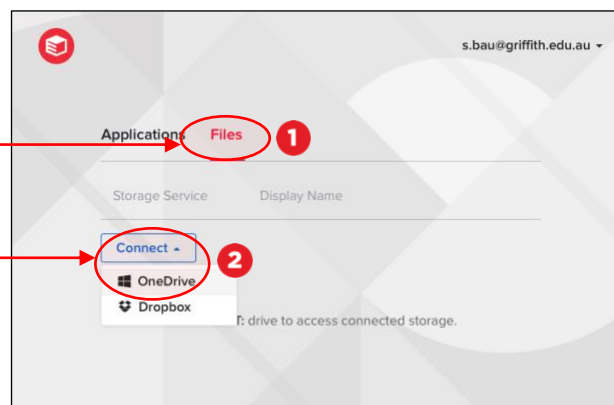 s.bau@griffith.edu.au
Applications Files 1
Storage Service Display Name
Connect 2
OneDrive
Dropbox
T: drive to access connected storage.